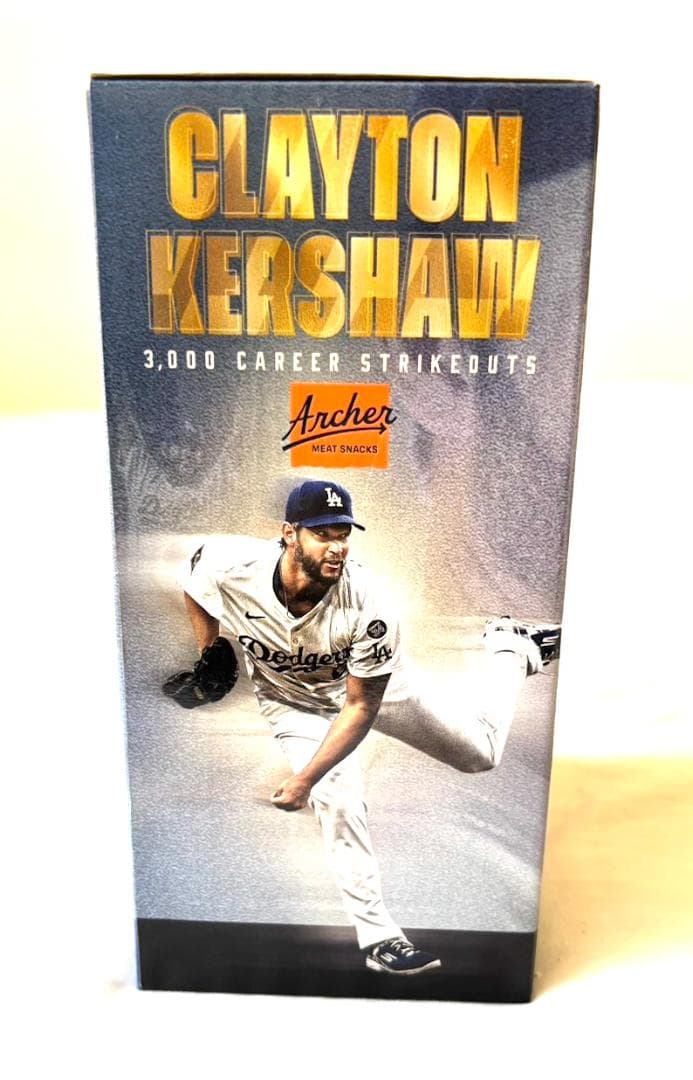 CLAYTON
KERSHAW
3,000 CAREER STRIKEOUTS
Archer
MEAT SNACKS
LA
Dodgers
LA